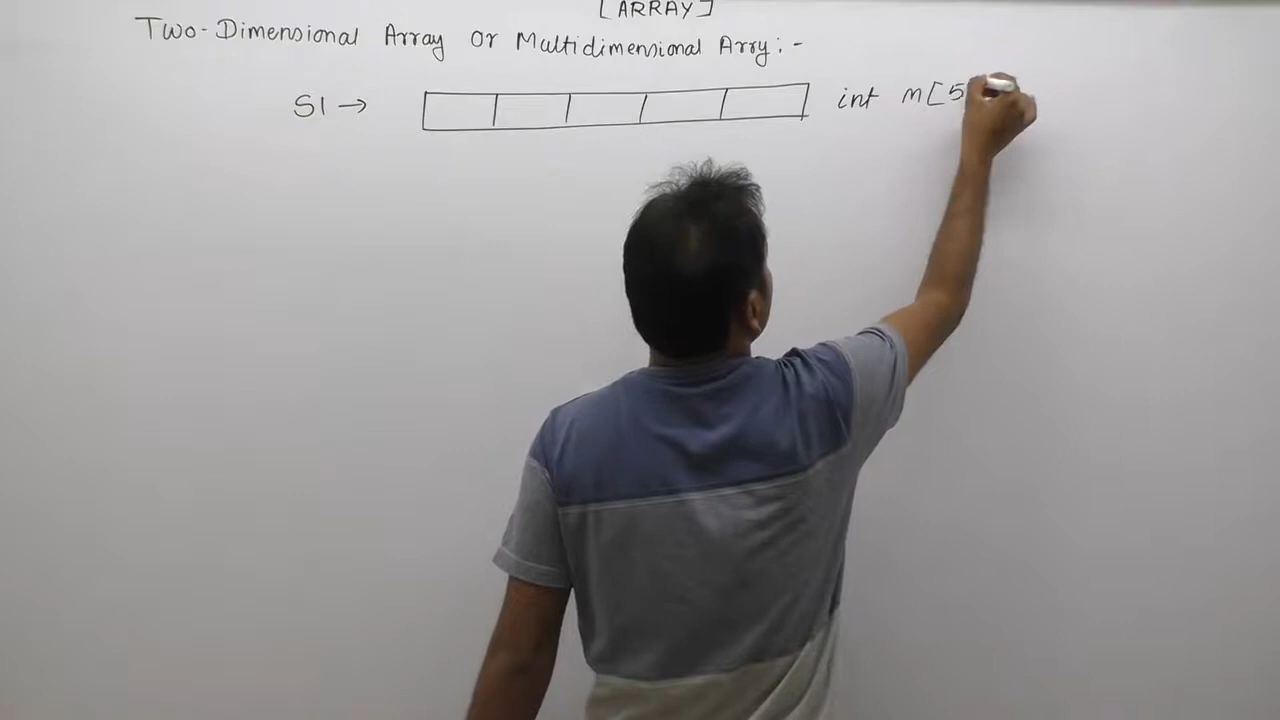 [ARRAY]
Two-Dimensional Array Or Multidimensional Arry:-
S1 → int m[5